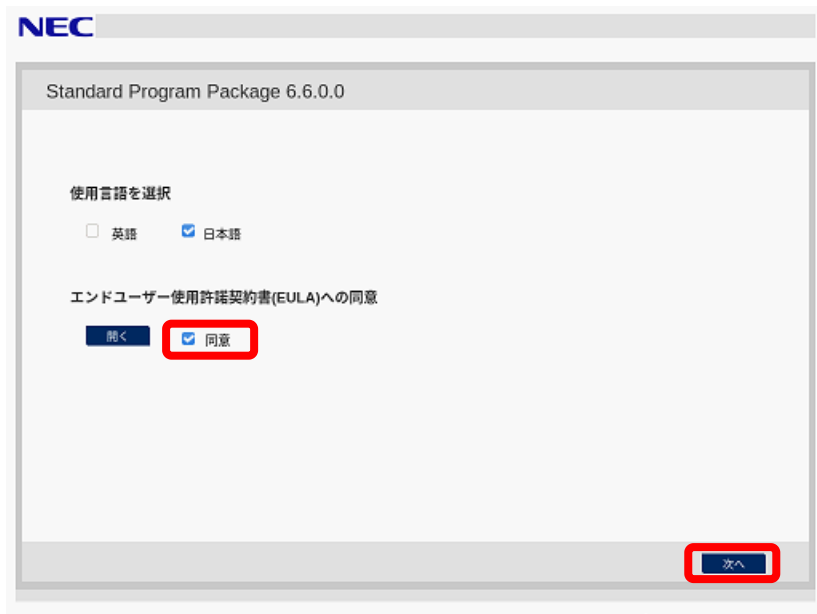 NEC
Standard Program Package 6.6.0.0
使用言語を選択
英語 日本語
エンドユーザー使用許諾契約書(EULA)への同意
開く 同意
次へ